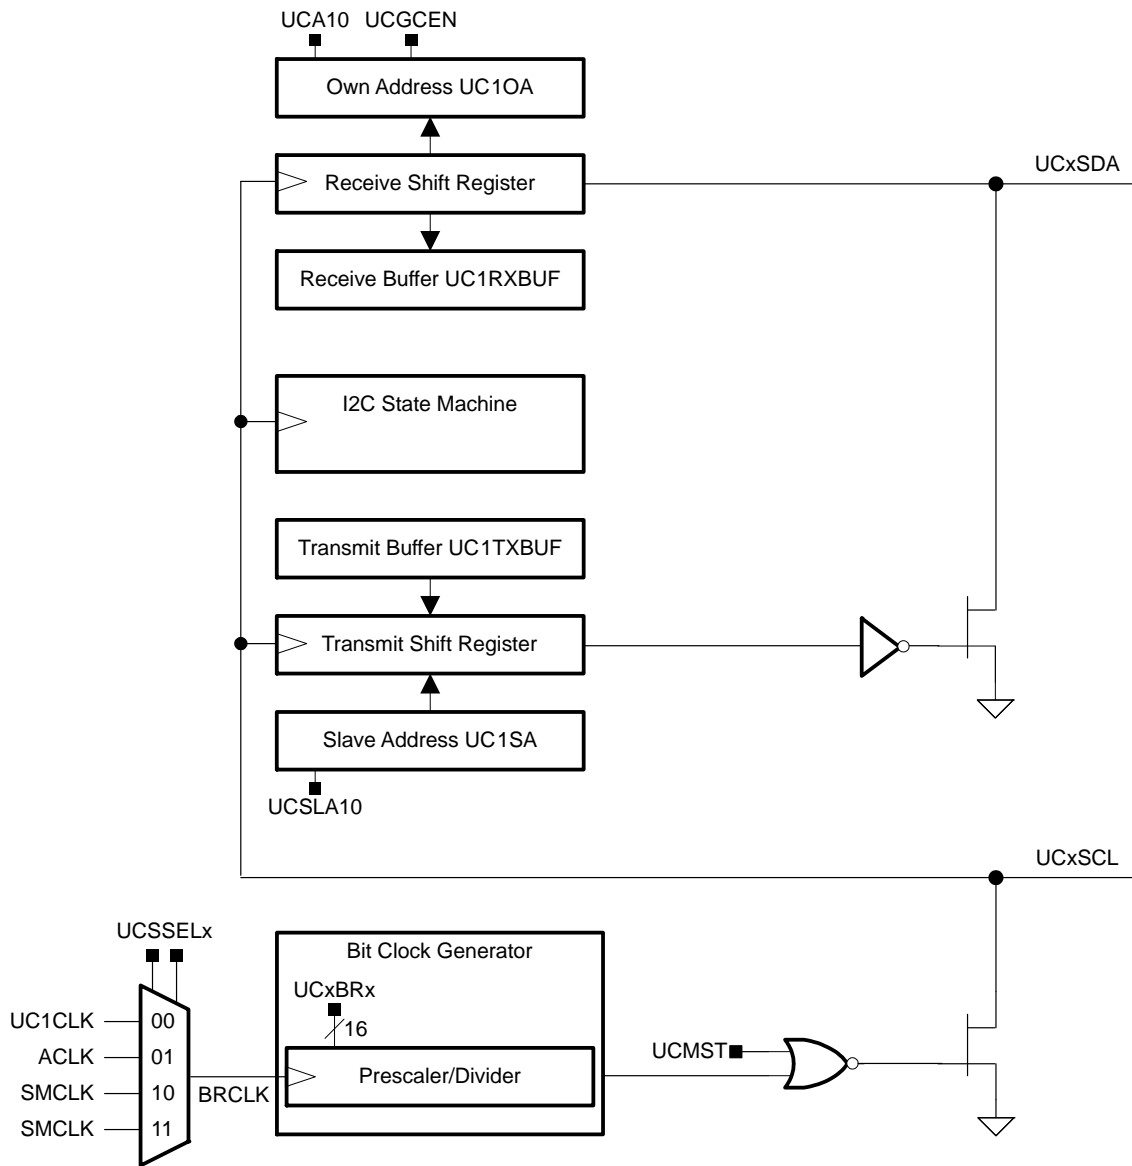 UCA10 UCGCEN
Own Address UC1OA
Receive Shift Register
UCxSDA
Receive Buffer UC1RXBUF
I2C State Machine
Transmit Buffer UC1TXBUF
Transmit Shift Register
Slave Address UC1SA
UCSLA10
UCxSCL
UCSSELx
Bit Clock Generator
UCxBRx
16
UC1CLK 00
ACLK 01
SMCLK 10
SMCLK 11
BRCLK
Prescaler/Divider
UCMST